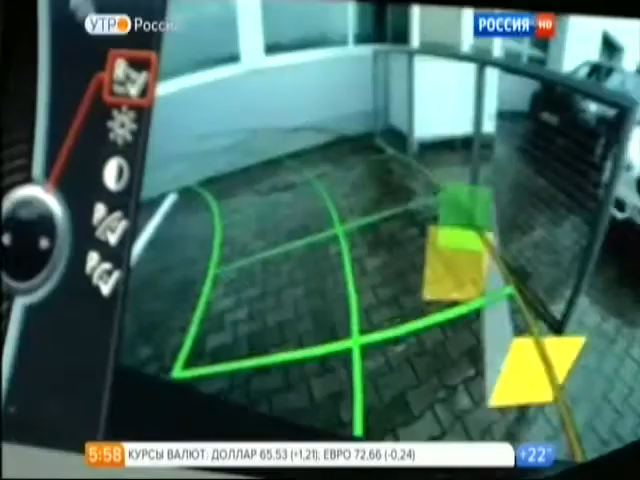 УТРО Россия
РОССИЯ HD
5:58 КУРСЫ ВАЛЮТ: ДОЛЛАР 65.53 (+1,21); ЕВРО 72,66 (-0,24) +22°